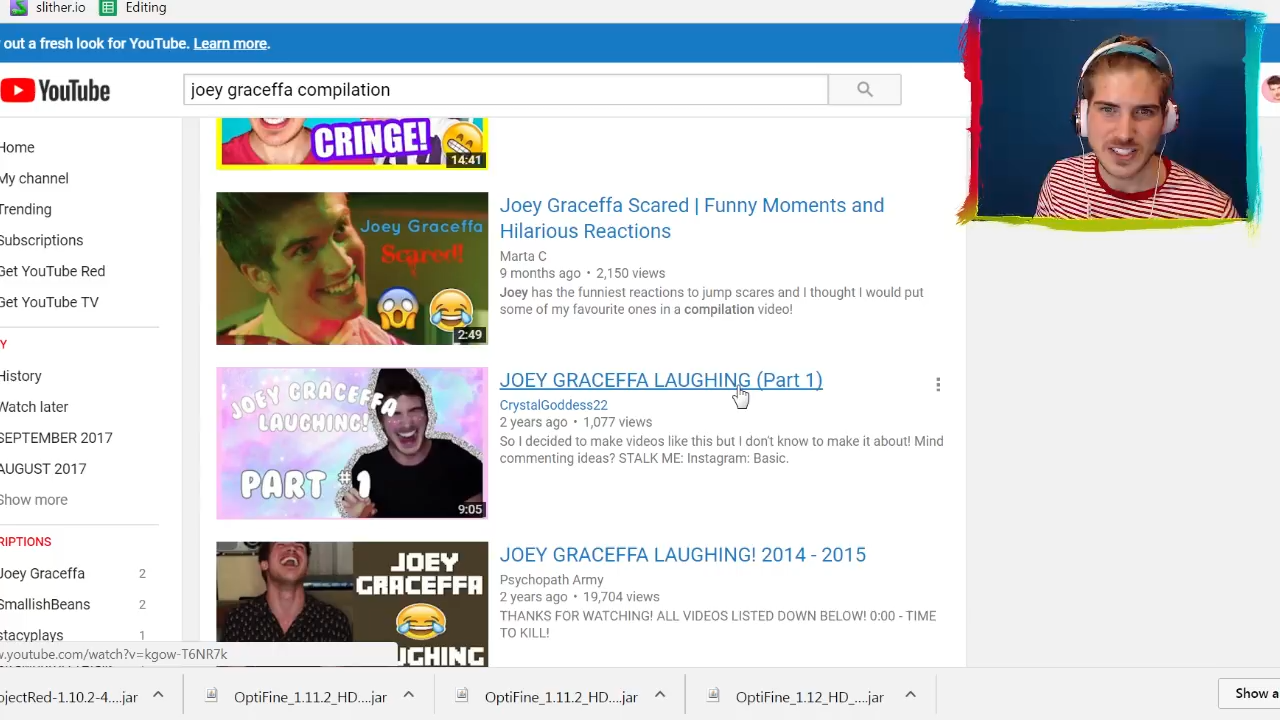 slither.io Editing
out a fresh look for YouTube. Learn more.
YouTube
joey graceffa compilation
Home
My channel
Trending
Subscriptions
Get YouTube Red
Get YouTube TV
Y
History
Watch later
SEPTEMBER 2017
AUGUST 2017
Show more
RIPTIONS
Joey Graceffa 2
SmallishBeans 2
stacyplays 1
CRINGE!
14:41
Joey Graceffa
Scared!
2:49
Joey Graceffa Scared | Funny Moments and
Hilarious Reactions
Marta C
9 months ago • 2,150 views
Joey has the funniest reactions to jump scares and I thought I would put
some of my favourite ones in a compilation video!
JOEY GRACEFFA
LAUGHING!
PART #1
9:05
JOEY GRACEFFA LAUGHING (Part 1)
CrystalGoddess22
2 years ago • 1,077 views
So I decided to make videos like this but I don't know to make it about! Mind
commenting ideas? STALK ME: Instagram: Basic.
JOEY
GRACEFFA
UGHING
JOEY GRACEFFA LAUGHING! 2014 - 2015
Psychopath Army
2 years ago • 19,704 views
THANKS FOR WATCHING! ALL VIDEOS LISTED DOWN BELOW! 0:00 - TIME
TO KILL!
w.youtube.com/watch?v=kgow-T6NR7k
ojectRed-1.10.2-4....jar OptiFine_1.11.2_HD....jar OptiFine_1.11.2_HD....jar OptiFine_1.12_HD_....jar Show a